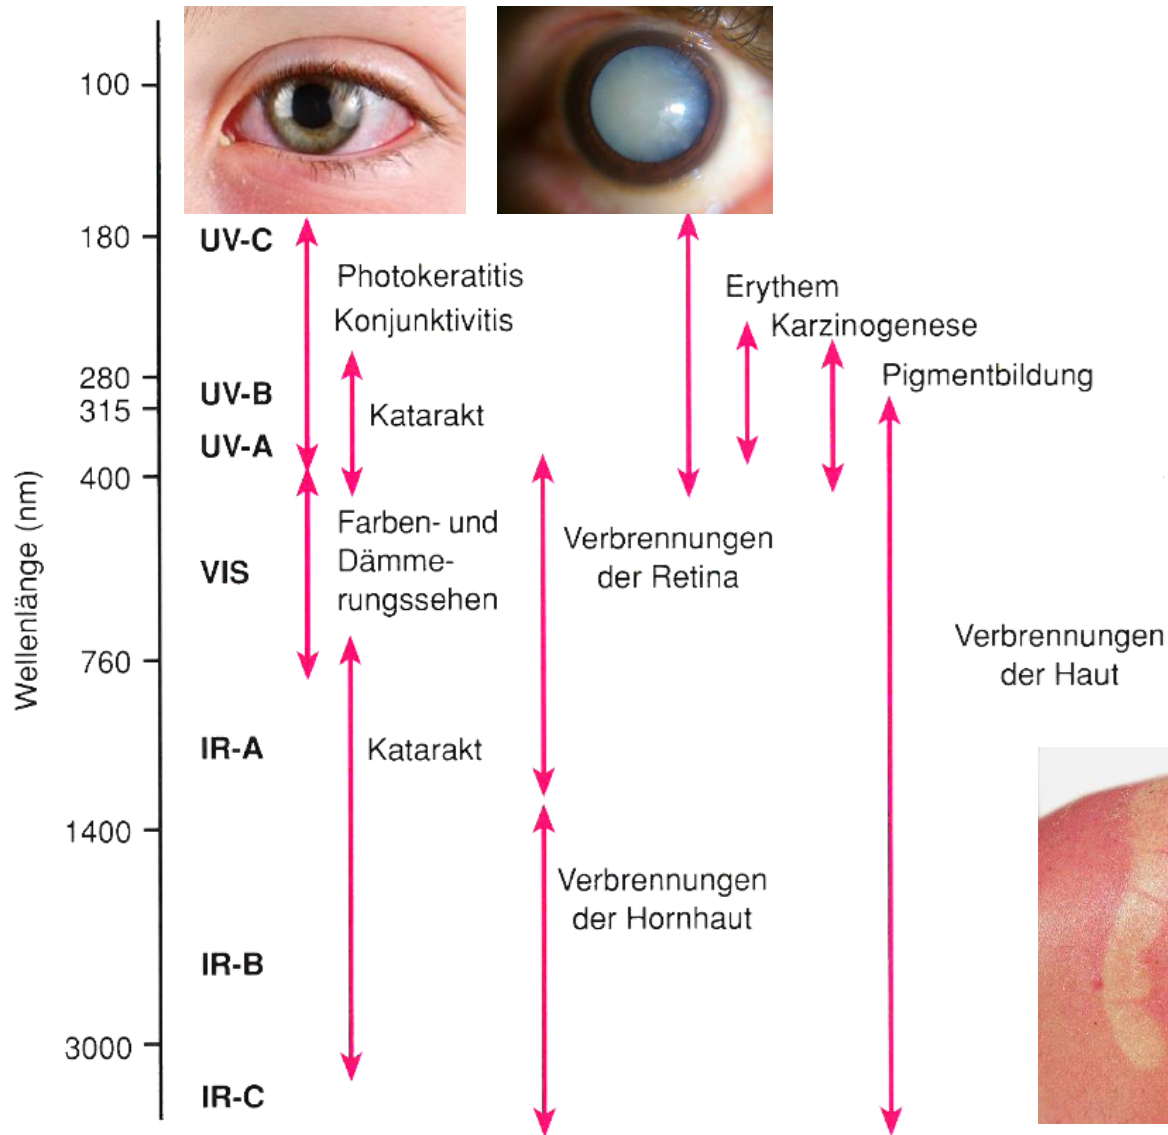 100
180
UV-C
Photokeratitis
Konjunktivitis
Erythem
Karzinogenese
280
UV-B
Pigmentbildung
315
Katarakt
UV-A
400
Farben- und
Dämme-
rungssehen
Verbrennungen
der Retina
VIS
Wellenlänge (nm)
760
Verbrennungen
der Haut
IR-A
Katarakt
1400
Verbrennungen
der Hornhaut
IR-B
3000
IR-C